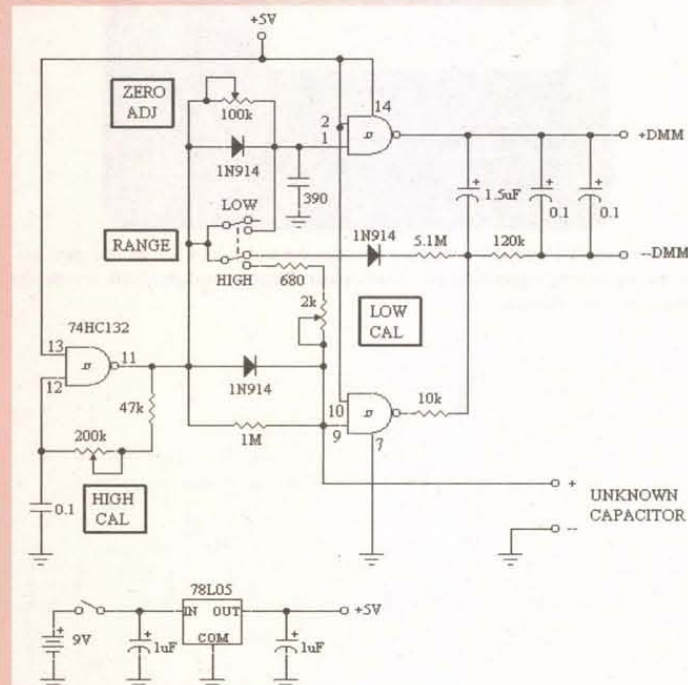 +5V
ZERO
ADJ
100k
14
2
1
+DMM
1N914
390
+
1.5uF
+
0.1
+
0.1
LOW
RANGE
HIGH
1N914
5.1M
120k
--DMM
680
2k
LOW
CAL
74HC132
13
12
11
1N914
47k
10
9
7
10k
1M
200k
HIGH
CAL
0.1
+
--
UNKNOWN
CAPACITOR
78L05
IN OUT
COM
+5V
+
9V
+
1uF
+
1uF